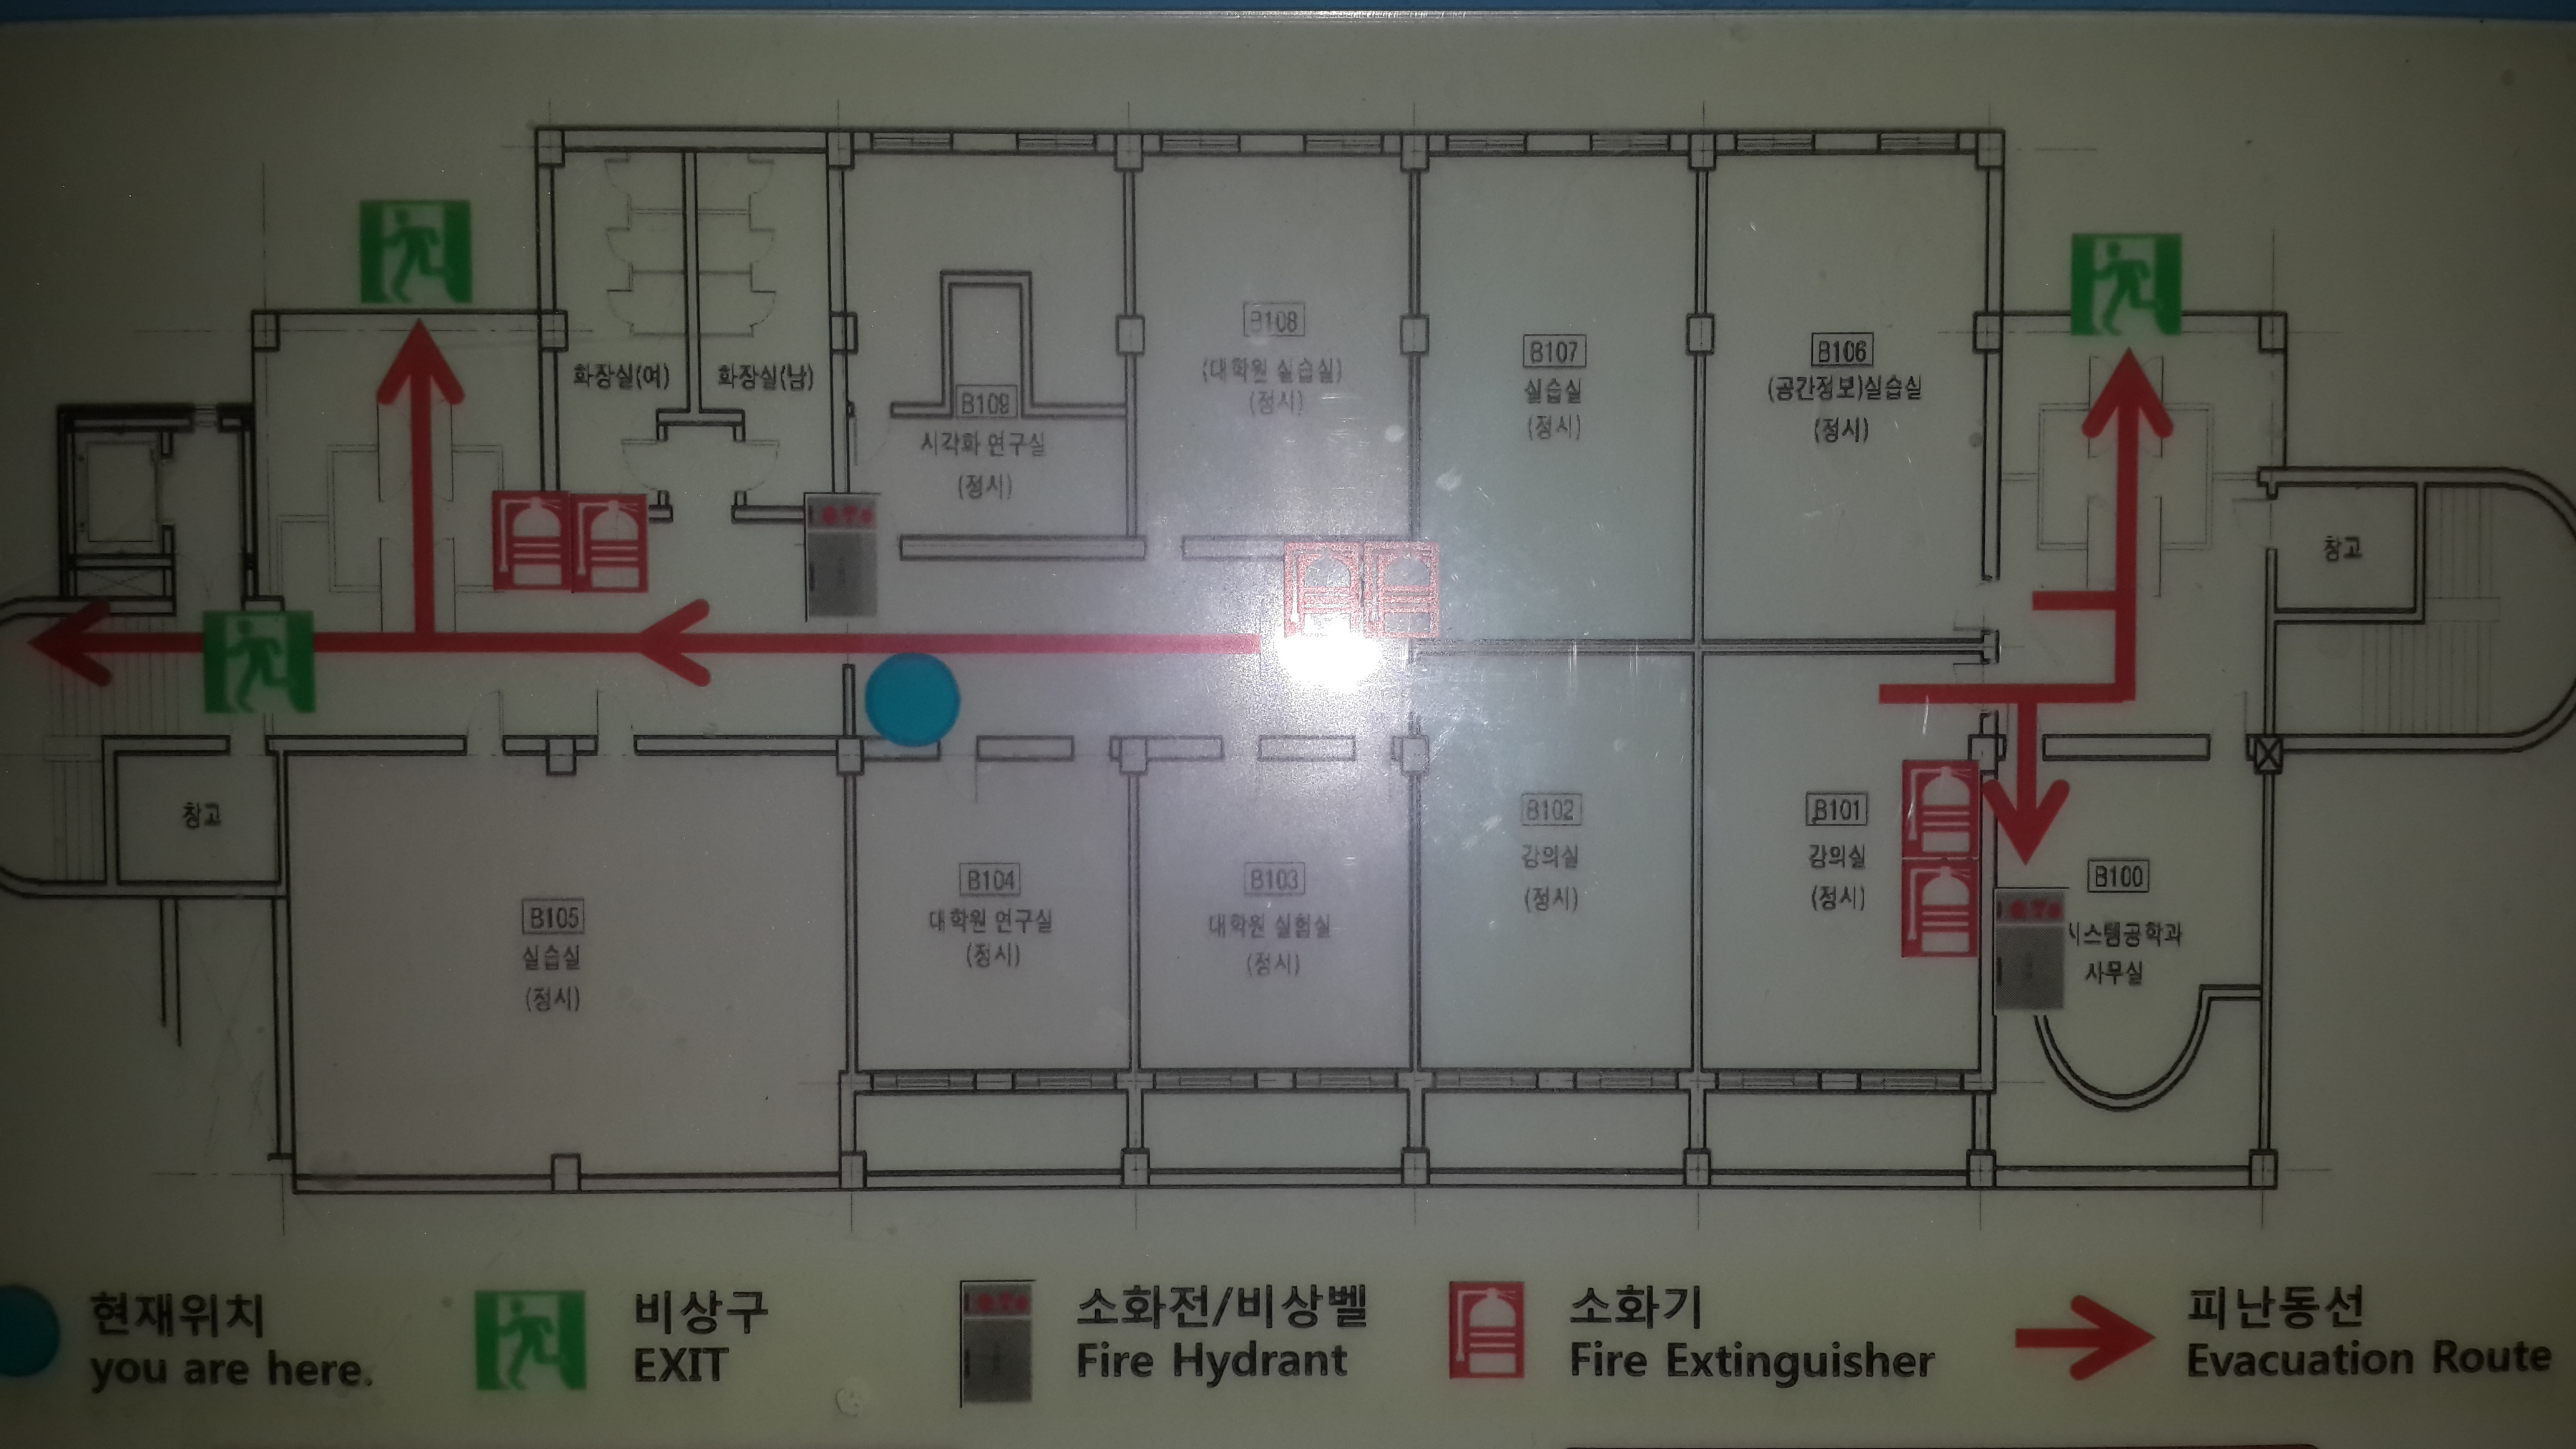 화장실(여)
화장실(남)
B109
시각화 연구실
(정시)
B108
(대학원 실습실)
(정시)
B107
실습실
(정시)
B106
(공간정보)실습실
(정시)
창고
창고
B105
실습실
(정시)
B104
대학원 연구실
(정시)
B103
대학원 실험실
(정시)
B102
강의실
(정시)
B101
강의실
(정시)
B100
시스템공학과
사무실
현재위치
you are here.
비상구
EXIT
소화전/비상벨
Fire Hydrant
소화기
Fire Extinguisher
피난동선
Evacuation Route